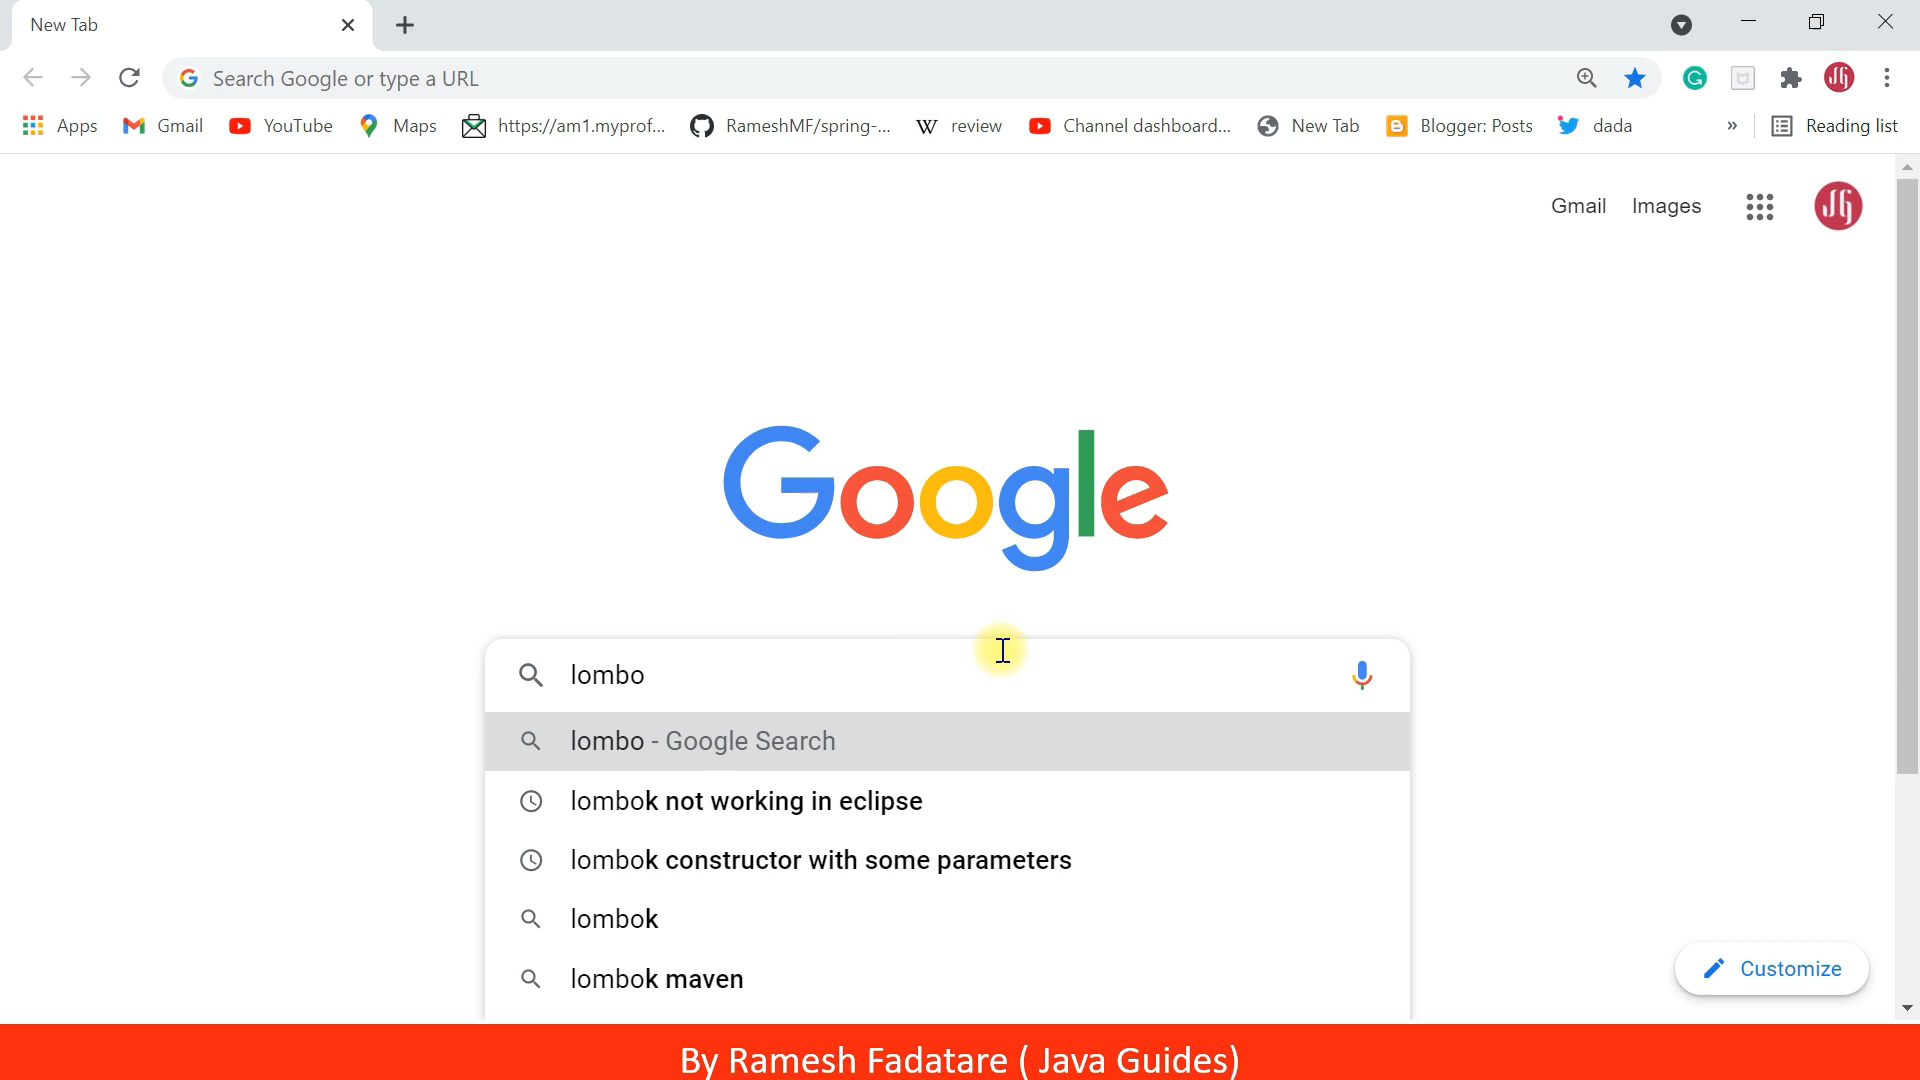 New Tab
Search Google or type a URL
Apps Gmail YouTube Maps https://am1.myprof... RameshMF/spring-... review Channel dashboard... New Tab Blogger: Posts dada » Reading list
Gmail Images
Google
lombo
lombo - Google Search
lombok not working in eclipse
lombok constructor with some parameters
lombok
lombok maven
Customize
By Ramesh Fadatare ( Java Guides)